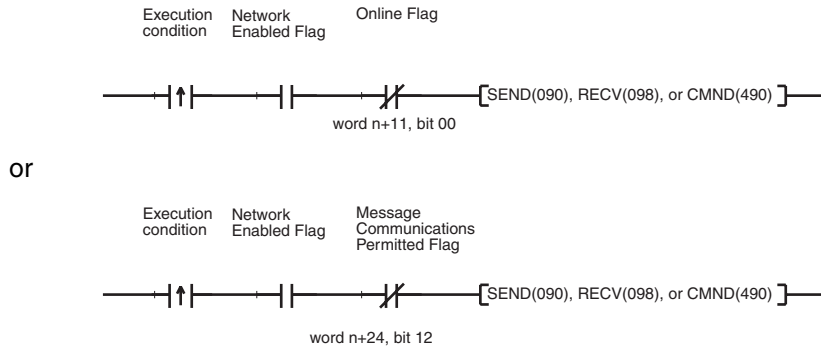 Execution condition
Network Enabled Flag
Online Flag
SEND(090), RECV(098), or CMND(490)
word n+11, bit 00
or
Execution condition
Network Enabled Flag
Message Communications Permitted Flag
SEND(090), RECV(098), or CMND(490)
word n+24, bit 12